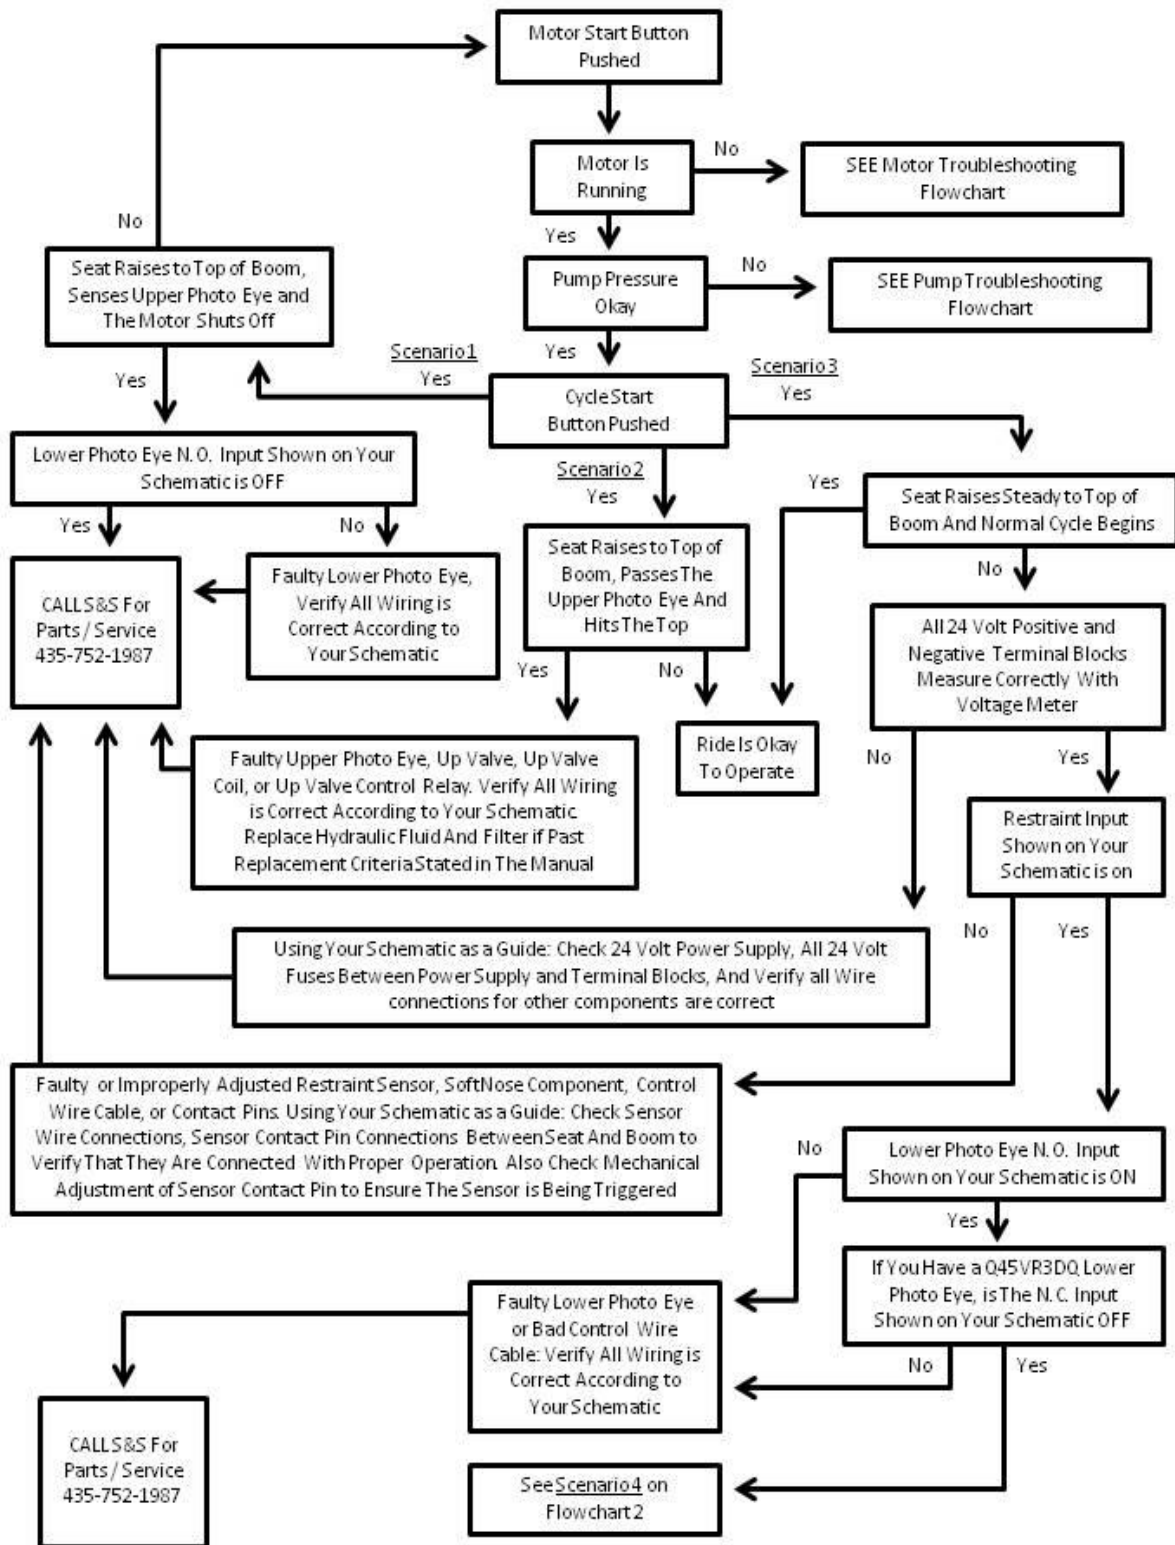 Motor Start Button
Pushed
No
Motor Is
Running
SEE Motor Troubleshooting
Flowchart
No
Yes
Seat Raises to Top of Boom,
Senses Upper Photo Eye and
The Motor Shuts Off
Pump Pressure
Okay
No
SEE Pump Troubleshooting
Flowchart
Yes
Scenario1
Yes
Yes
Scenario3
Yes
Cycle Start
Button Pushed
Lower Photo Eye N.O. Input Shown on Your
Schematic is OFF
Scenario2
Yes
Yes
Seat Raises Steady to Top of
Boom And Normal Cycle Begins
Yes
No
CALL S&S For
Parts / Service
435-752-1987
Faulty Lower Photo Eye,
Verify All Wiring is
Correct According to
Your Schematic
Seat Raises to Top of
Boom, Passes The
Upper Photo Eye And
Hits The Top
No
All 24 Volt Positive and
Negative Terminal Blocks
Measure Correctly With
Voltage Meter
Yes
No
Ride Is Okay
To Operate
No
Yes
Faulty Upper Photo Eye, Up Valve, Up Valve
Coil, or Up Valve Control Relay. Verify All Wiring
is Correct According to Your Schematic
Replace Hydraulic Fluid And Filter if Past
Replacement Criteria Stated in The Manual
Restraint Input
Shown on Your
Schematic is on
No
Yes
Using Your Schematic as a Guide: Check 24 Volt Power Supply, All 24 Volt
Fuses Between Power Supply and Terminal Blocks, And Verify all Wire
connections for other components are correct
Faulty or Improperly Adjusted Restraint Sensor, SoftNose Component, Control
Wire Cable, or Contact Pins. Using Your Schematic as a Guide: Check Sensor
Wire Connections, Sensor Contact Pin Connections Between Seat And Boom to
Verify That They Are Connected With Proper Operation. Also Check Mechanical
Adjustment of Sensor Contact Pin to Ensure The Sensor is Being Triggered
No
Lower Photo Eye N.O. Input
Shown on Your Schematic is ON
Yes
If You Have a Q45VR3DQ Lower
Photo Eye, is The N.C. Input
Shown on Your Schematic OFF
Faulty Lower Photo Eye
or Bad Control Wire
Cable: Verify All Wiring is
Correct According to
Your Schematic
No
Yes
CALL S&S For
Parts / Service
435-752-1987
See Scenario4 on
Flowchart 2